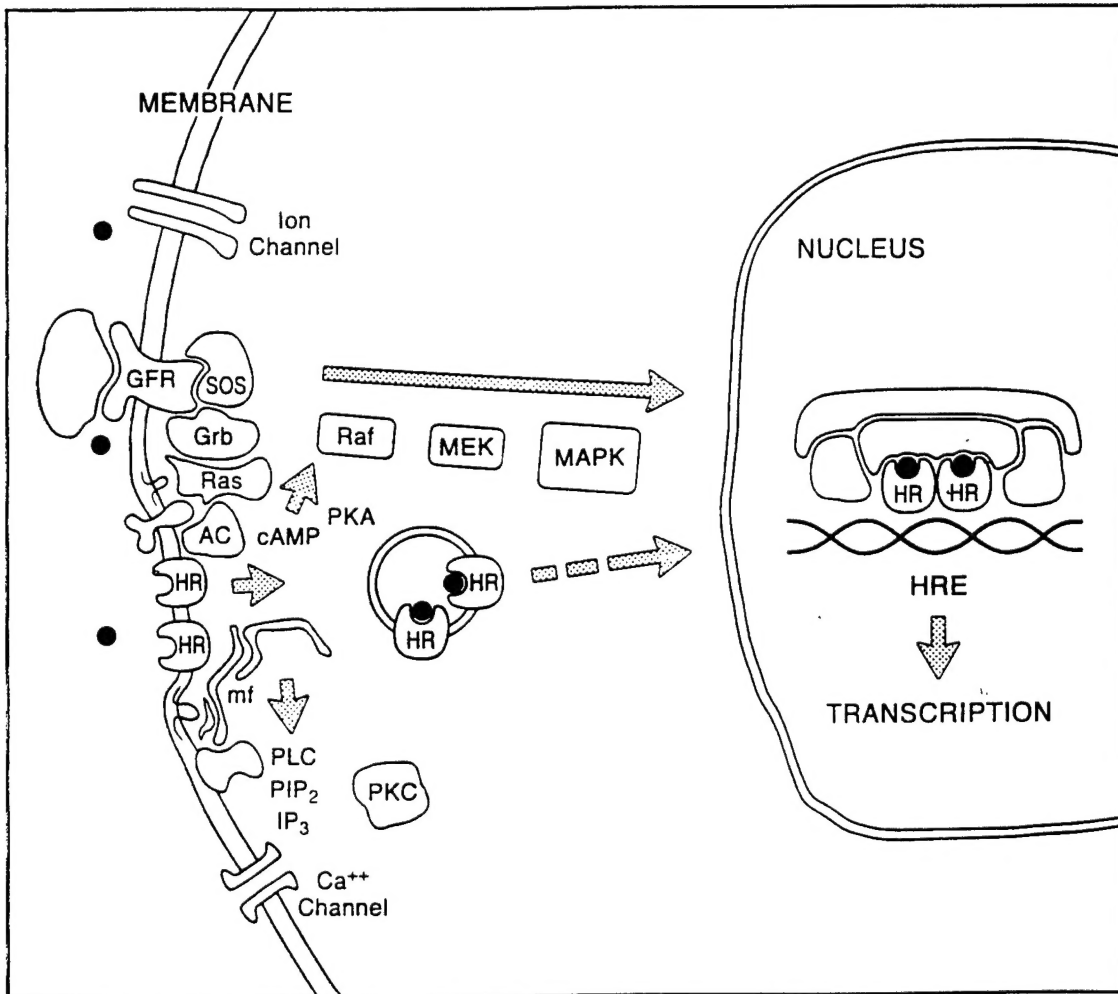 MEMBRANE
Ion
Channel
NUCLEUS
GFR
SOS
Grb
Raf
MEK
MAPK
Ras
AC
cAMP
PKA
HR
HR
HR
HR
mf
PLC
PIP2
IP3
PKC
Ca++
Channel
HR
HR
HRE
TRANSCRIPTION